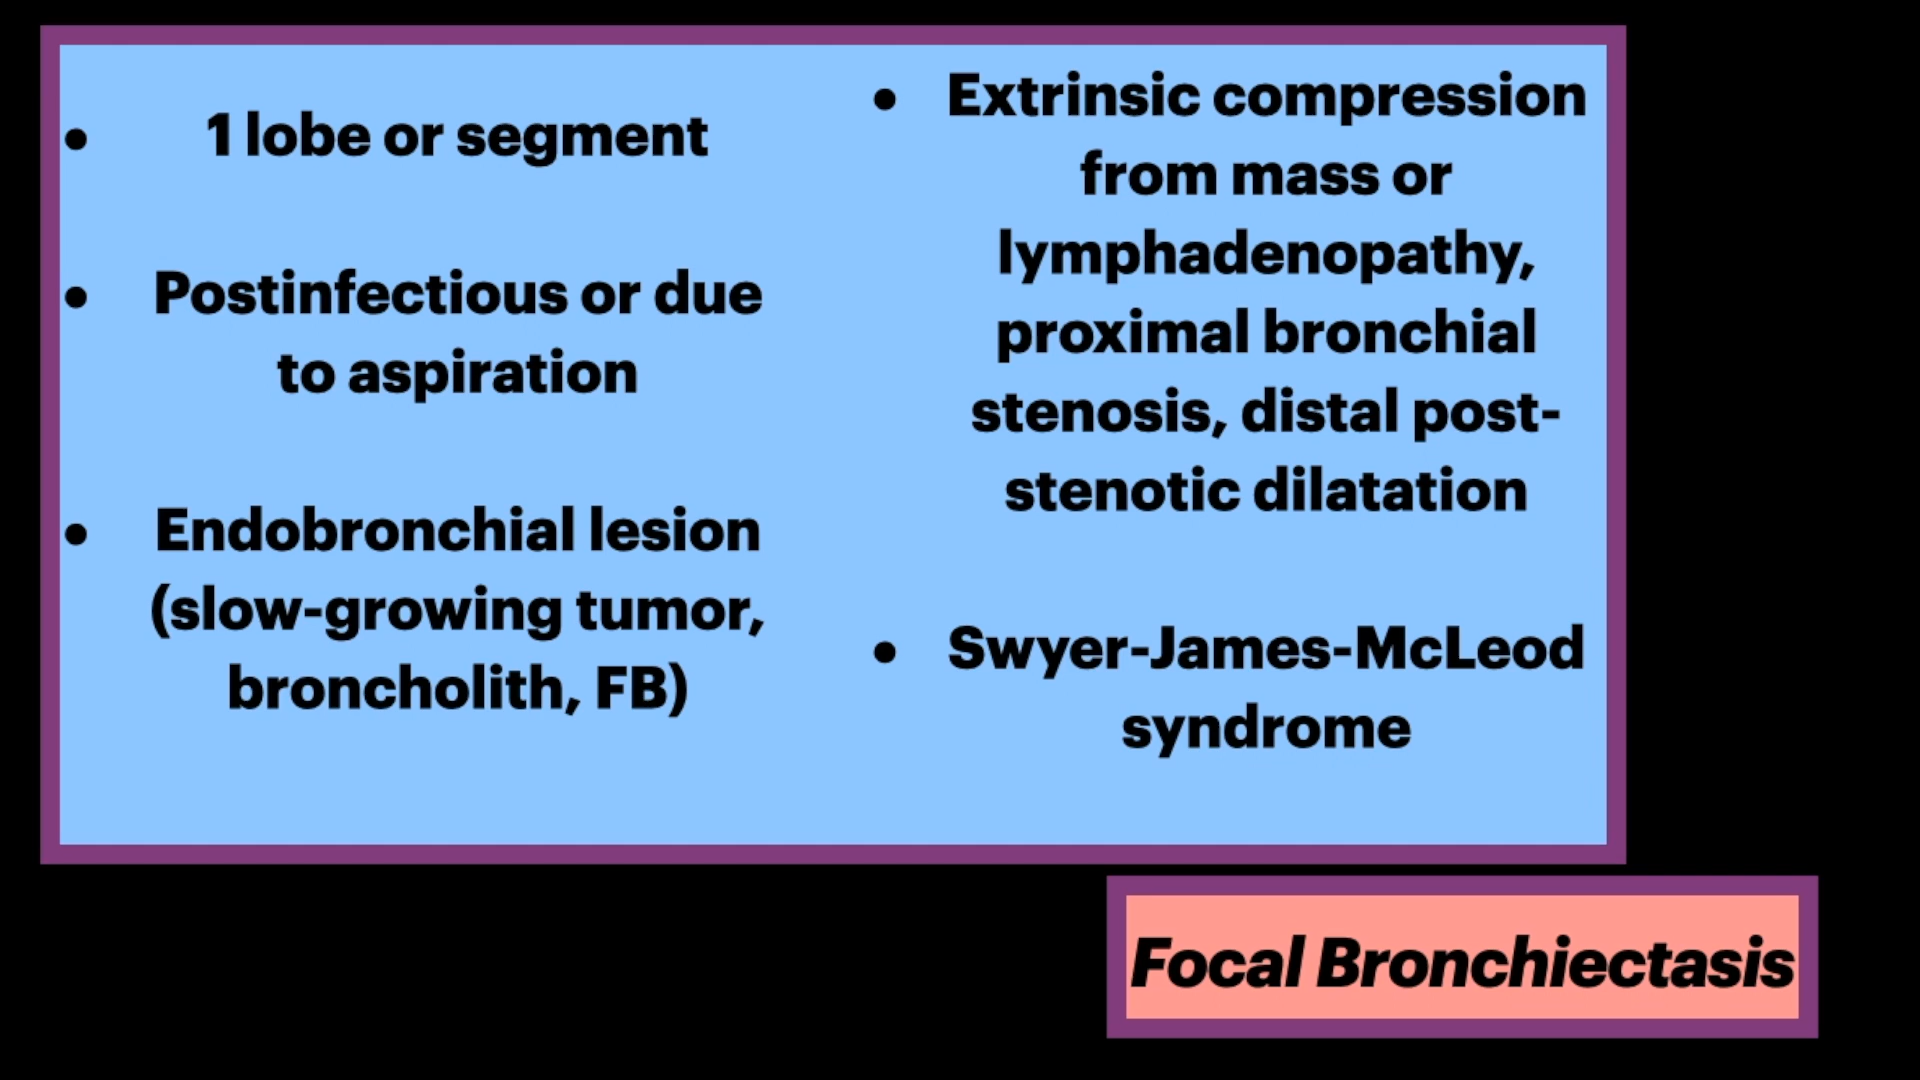 • 1 lobe or segment
• Postinfectious or due
to aspiration
• Endobronchial lesion
(slow-growing tumor,
broncholith, FB)
• Extrinsic compression
from mass or
lymphadenopathy,
proximal bronchial
stenosis, distal post-
stenotic dilatation
• Swyer-James-McLeod
syndrome
Focal Bronchiectasis